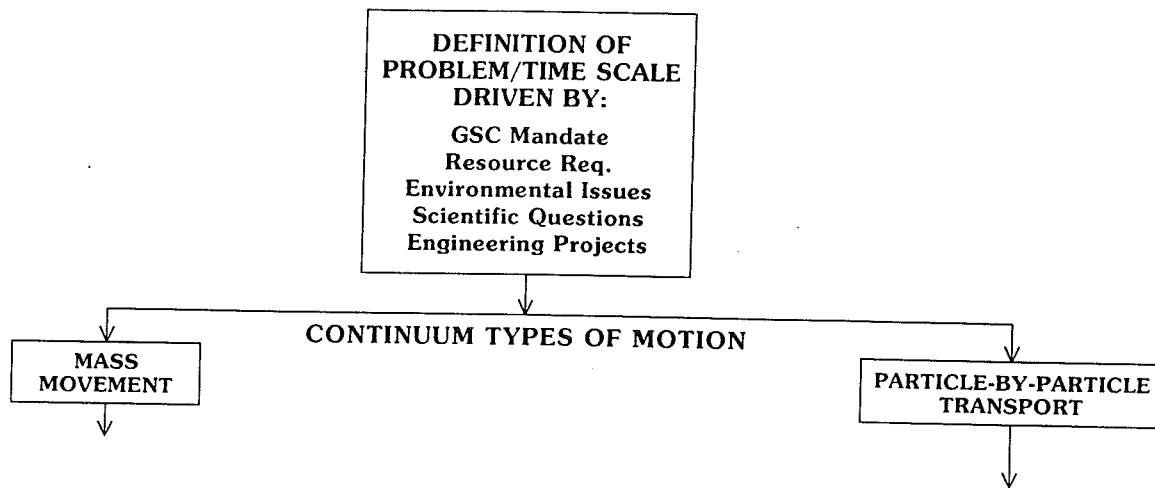 DEFINITION OF
PROBLEM/TIME SCALE
DRIVEN BY:
GSC Mandate
Resource Req.
Environmental Issues
Scientific Questions
Engineering Projects
CONTINUUM TYPES OF MOTION
MASS
MOVEMENT
PARTICLE-BY-PARTICLE
TRANSPORT